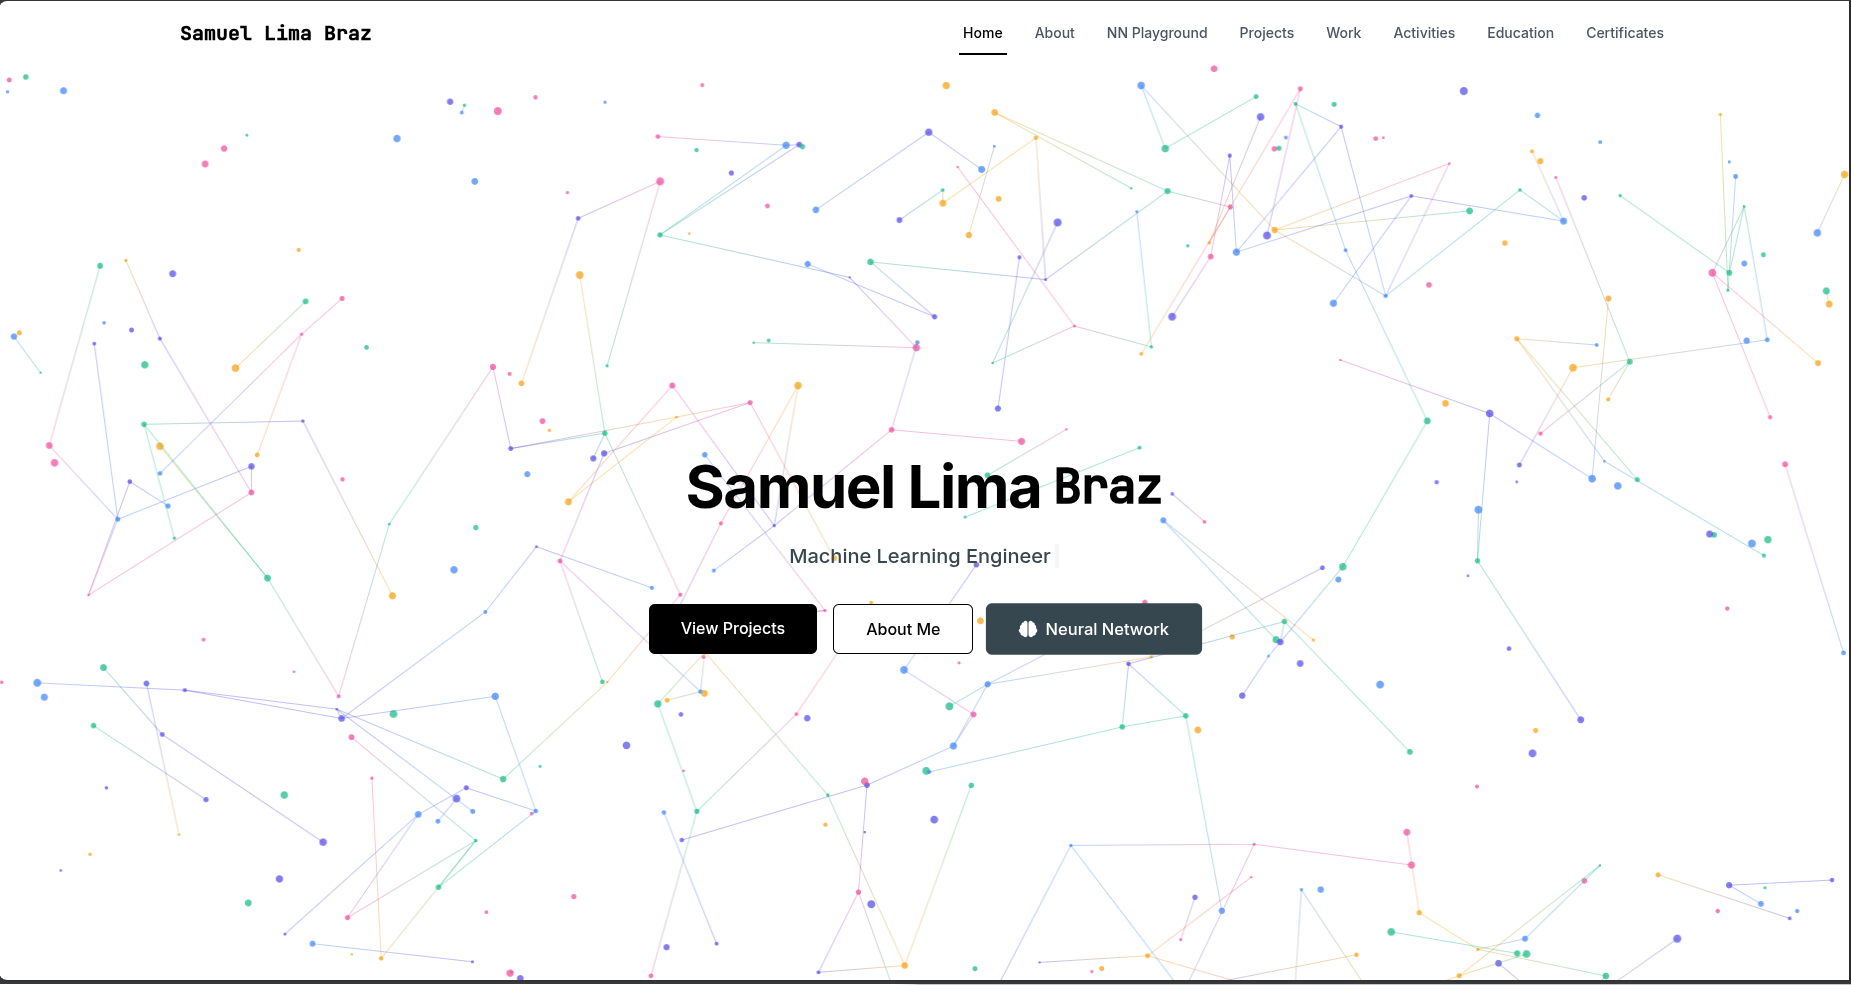 Samuel Lima Braz
Home About NN Playground Projects Work Activities Education Certificates
Samuel Lima Braz
Machine Learning Engineer
View Projects About Me Neural Network